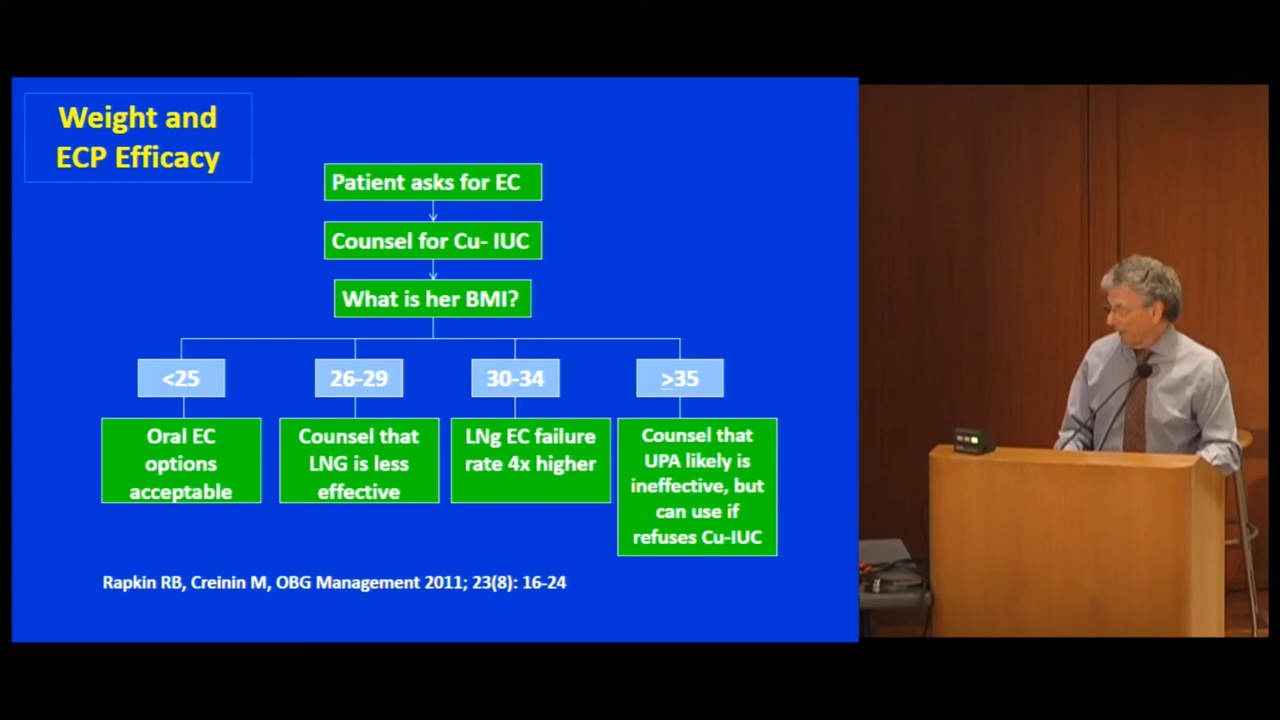 Weight and
ECP Efficacy
Patient asks for EC
Counsel for Cu- IUC
What is her BMI?
<25
26-29
30-34
≥35
Oral EC
options
acceptable
Counsel that
LNG is less
effective
LNg EC failure
rate 4x higher
Counsel that
UPA likely is
ineffective, but
can use if
refuses Cu-IUC
Rapkin RB, Creinin M, OBG Management 2011; 23(8): 16-24